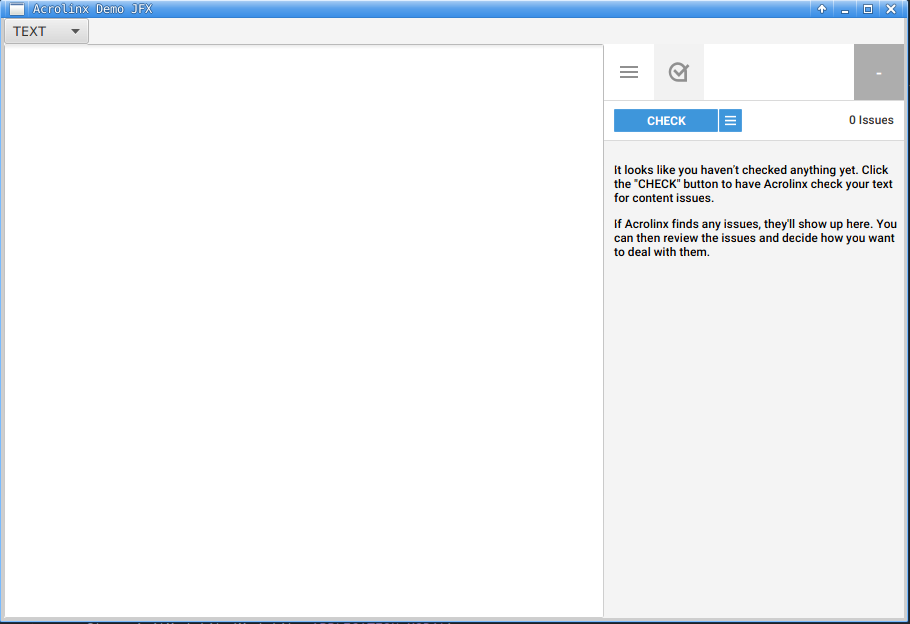 Acrolinx Demo JFX
TEXT
-
CHECK
0 Issues
It looks like you haven't checked anything yet. Click
the "CHECK" button to have Acrolinx check your text
for content issues.
If Acrolinx finds any issues, they'll show up here. You
can then review the issues and decide how you want
to deal with them.